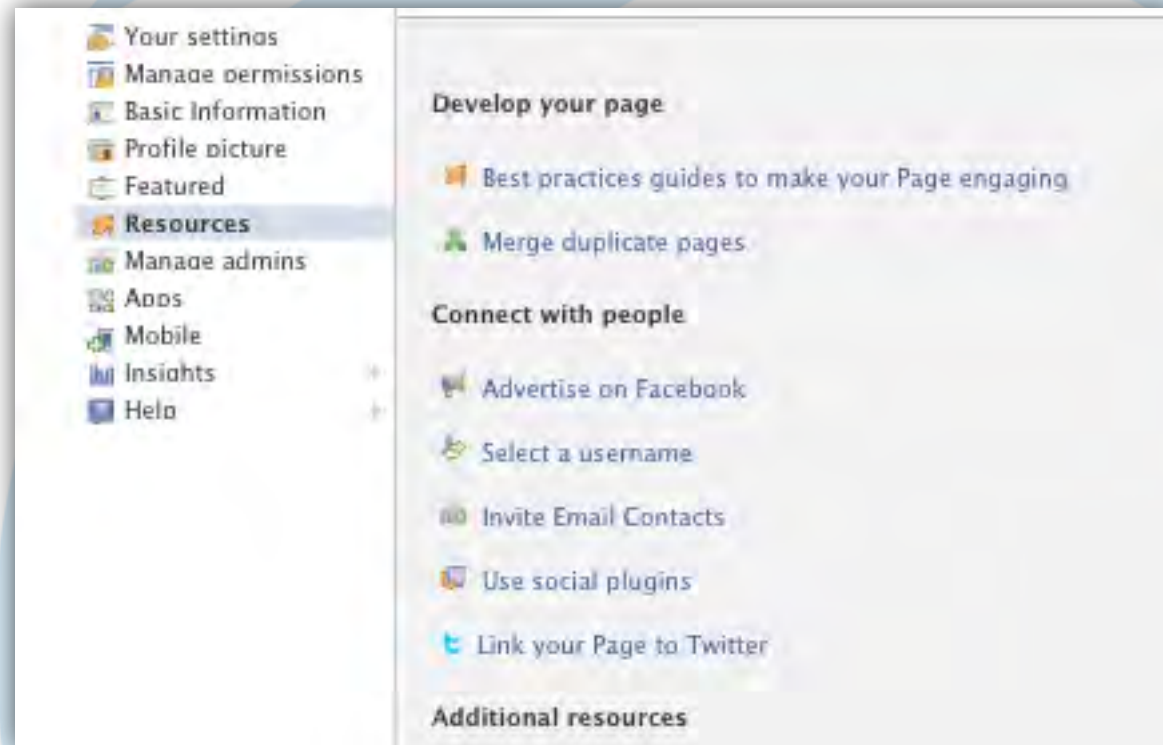 Your settings
Manage permissions
Basic Information
Profile picture
Featured
Resources
Manage admins
Apps
Mobile
Insights
Help
Develop your page
Best practices guides to make your Page engaging
Merge duplicate pages
Connect with people
Advertise on Facebook
Select a username
Invite Email Contacts
Use social plugins
Link your Page to Twitter
Additional resources